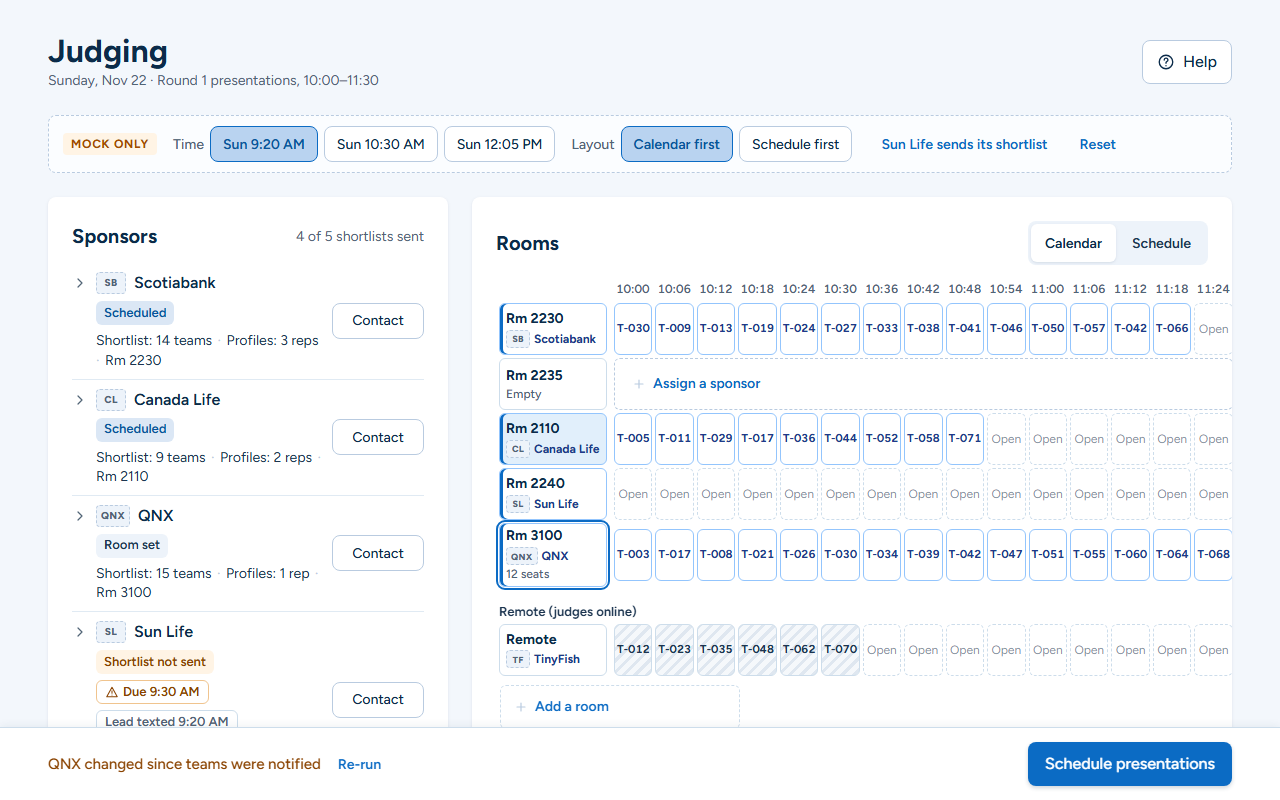 Judging
Sunday, Nov 22 · Round 1 presentations, 10:00–11:30
Help
MOCK ONLY Time Sun 9:20 AM Sun 10:30 AM Sun 12:05 PM Layout Calendar first Schedule first Sun Life sends its shortlist Reset
Sponsors 4 of 5 shortlists sent
SB Scotiabank
Scheduled
Contact
Shortlist: 14 teams · Profiles: 3 reps
· Rm 2230
CL Canada Life
Scheduled
Contact
Shortlist: 9 teams · Profiles: 2 reps ·
Rm 2110
QNX QNX
Room set
Contact
Shortlist: 15 teams · Profiles: 1 rep ·
Rm 3100
SL Sun Life
Shortlist not sent
Due 9:30 AM
Contact
Lead texted 9:20 AM
Rooms Calendar Schedule
10:00 10:06 10:12 10:18 10:24 10:30 10:36 10:42 10:48 10:54 11:00 11:06 11:12 11:18 11:24
Rm 2230
SB Scotiabank
T-030 T-009 T-013 T-019 T-024 T-027 T-033 T-038 T-041 T-046 T-050 T-057 T-042 T-066 Open
Rm 2235
Empty
+ Assign a sponsor
Rm 2110
CL Canada Life
T-005 T-011 T-029 T-017 T-036 T-044 T-052 T-058 T-071 Open Open Open Open Open Open
Rm 2240
SL Sun Life
Open Open Open Open Open Open Open Open Open Open Open Open Open Open Open
Rm 3100
QNX QNX
12 seats
T-003 T-017 T-008 T-021 T-026 T-030 T-034 T-039 T-042 T-047 T-051 T-055 T-060 T-064 T-068
Remote (judges online)
Remote
TF TinyFish
T-012 T-023 T-035 T-048 T-062 T-070 Open Open Open Open Open Open Open Open Open
+ Add a room
QNX changed since teams were notified Re-run
Schedule presentations